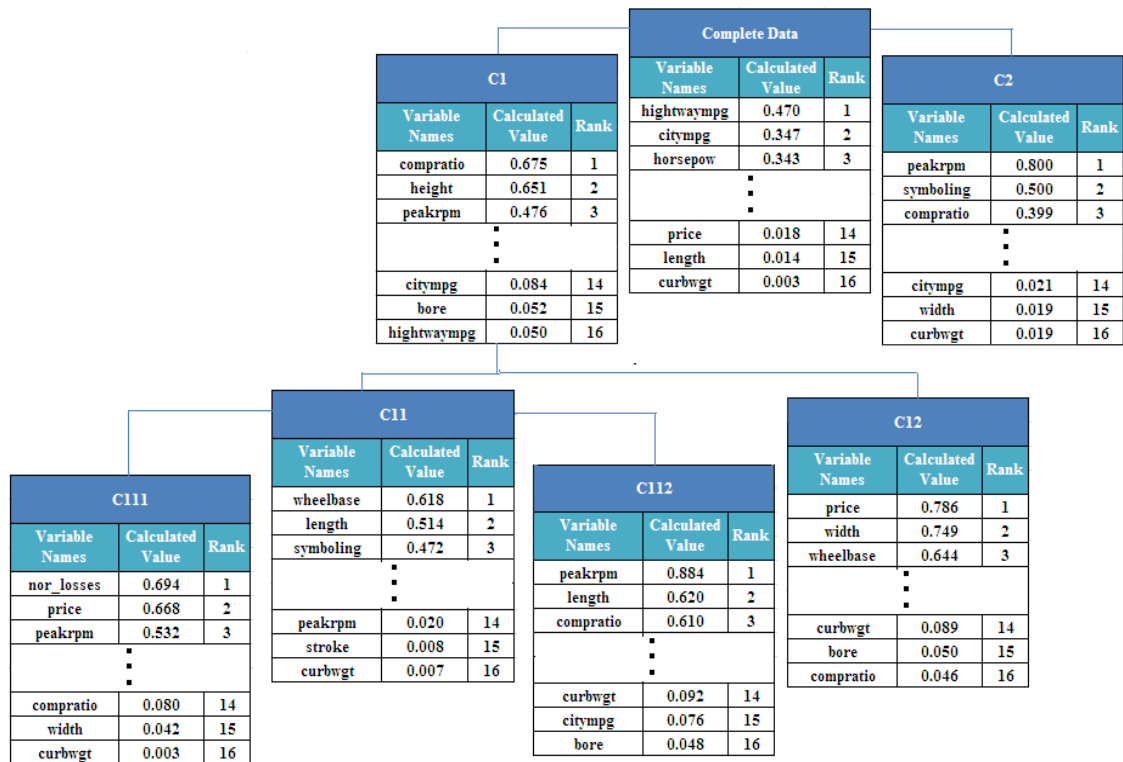 Complete Data
Variable Names Calculated Value Rank
hightwaympg 0.470 1
citympg 0.347 2
horsepow 0.343 3
price 0.018 14
length 0.014 15
curbwgt 0.003 16
C1
Variable Names Calculated Value Rank
compratio 0.675 1
height 0.651 2
peakrpm 0.476 3
citympg 0.084 14
bore 0.052 15
hightwaympg 0.050 16
C2
Variable Names Calculated Value Rank
peakrpm 0.800 1
symboling 0.500 2
compratio 0.399 3
citympg 0.021 14
width 0.019 15
curbwgt 0.019 16
C11
Variable Names Calculated Value Rank
wheelbase 0.618 1
length 0.514 2
symboling 0.472 3
peakrpm 0.020 14
stroke 0.008 15
curbwgt 0.007 16
C12
Variable Names Calculated Value Rank
price 0.786 1
width 0.749 2
wheelbase 0.644 3
curbwgt 0.089 14
bore 0.050 15
compratio 0.046 16
C111
Variable Names Calculated Value Rank
nor_losses 0.694 1
price 0.668 2
peakrpm 0.532 3
compratio 0.080 14
width 0.042 15
curbwgt 0.003 16
C112
Variable Names Calculated Value Rank
peakrpm 0.884 1
length 0.620 2
compratio 0.610 3
curbwgt 0.092 14
citympg 0.076 15
bore 0.048 16